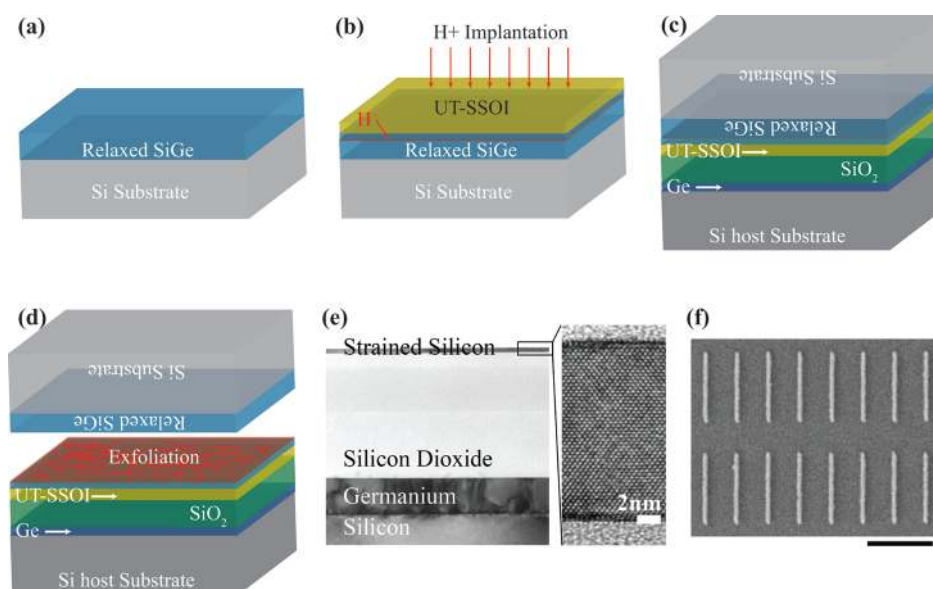 (a)
Relaxed SiGe
Si Substrate
(b)
H+ Implantation
UT-SSOI
H
Relaxed SiGe
Si Substrate
(c)
Si Substrate
Relaxed SiGe
UT-SSOI
SiO₂
Ge
Si host Substrate
(d)
Si Substrate
Relaxed SiGe
Exfoliation
UT-SSOI
SiO₂
Ge
Si host Substrate
(e)
Strained Silicon
Silicon Dioxide
Germanium
Silicon
2nm
(f)